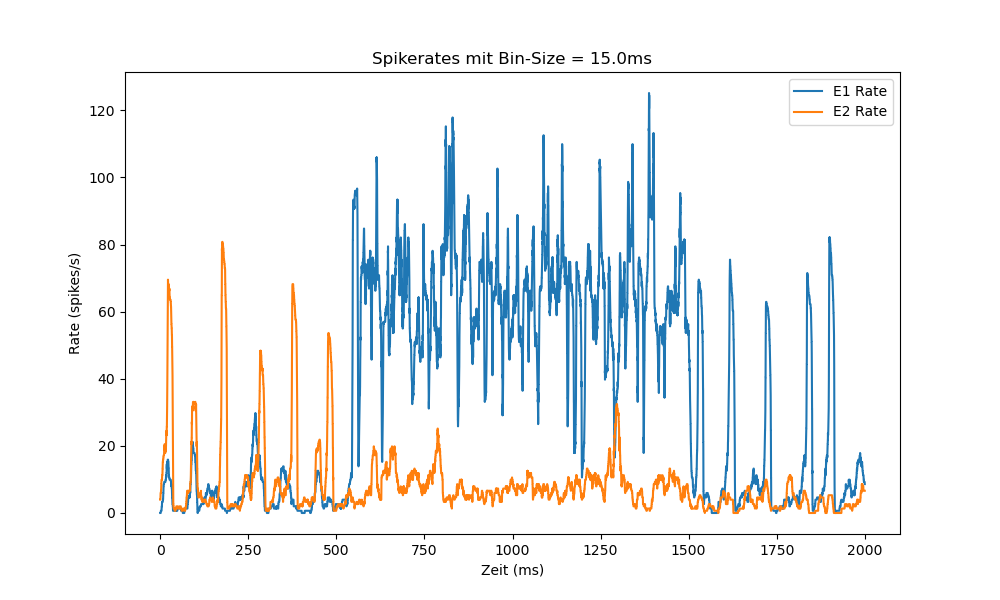 Spikerates mit Bin-Size = 15.0ms
E1 Rate
E2 Rate
120
100
80
60
40
20
0
Rate (spikes/s)
0 250 500 750 1000 1250 1500 1750 2000
Zeit (ms)